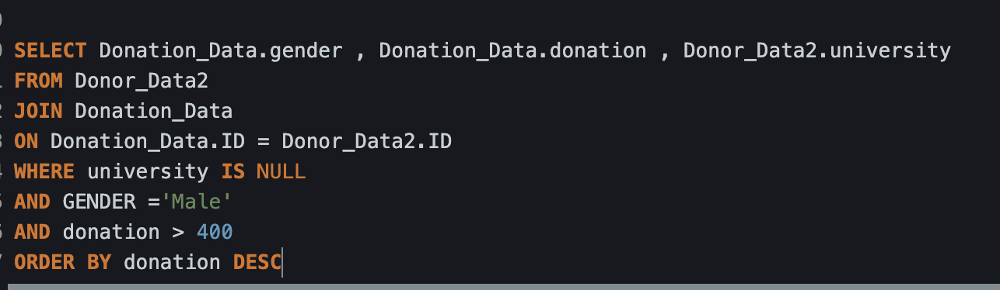 SELECT Donation_Data.gender , Donation_Data.donation , Donor_Data2.university
FROM Donor_Data2
JOIN Donation_Data
ON Donation_Data.ID = Donor_Data2.ID
WHERE university IS NULL
AND GENDER ='Male'
AND donation > 400
ORDER BY donation DESC